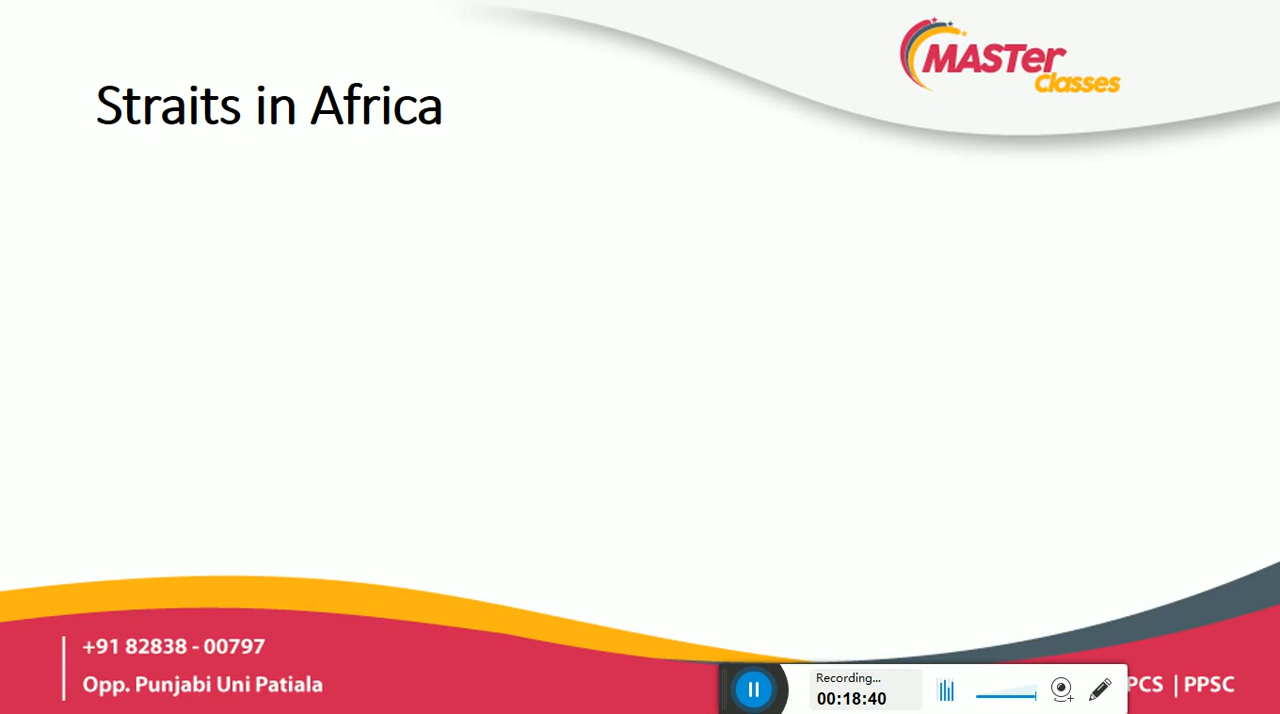 MASTer
Classes
Straits in Africa
+91 82838 - 00797
Opp. Punjabi Uni Patiala
Recording...
00:18:40
PCS | PPSC